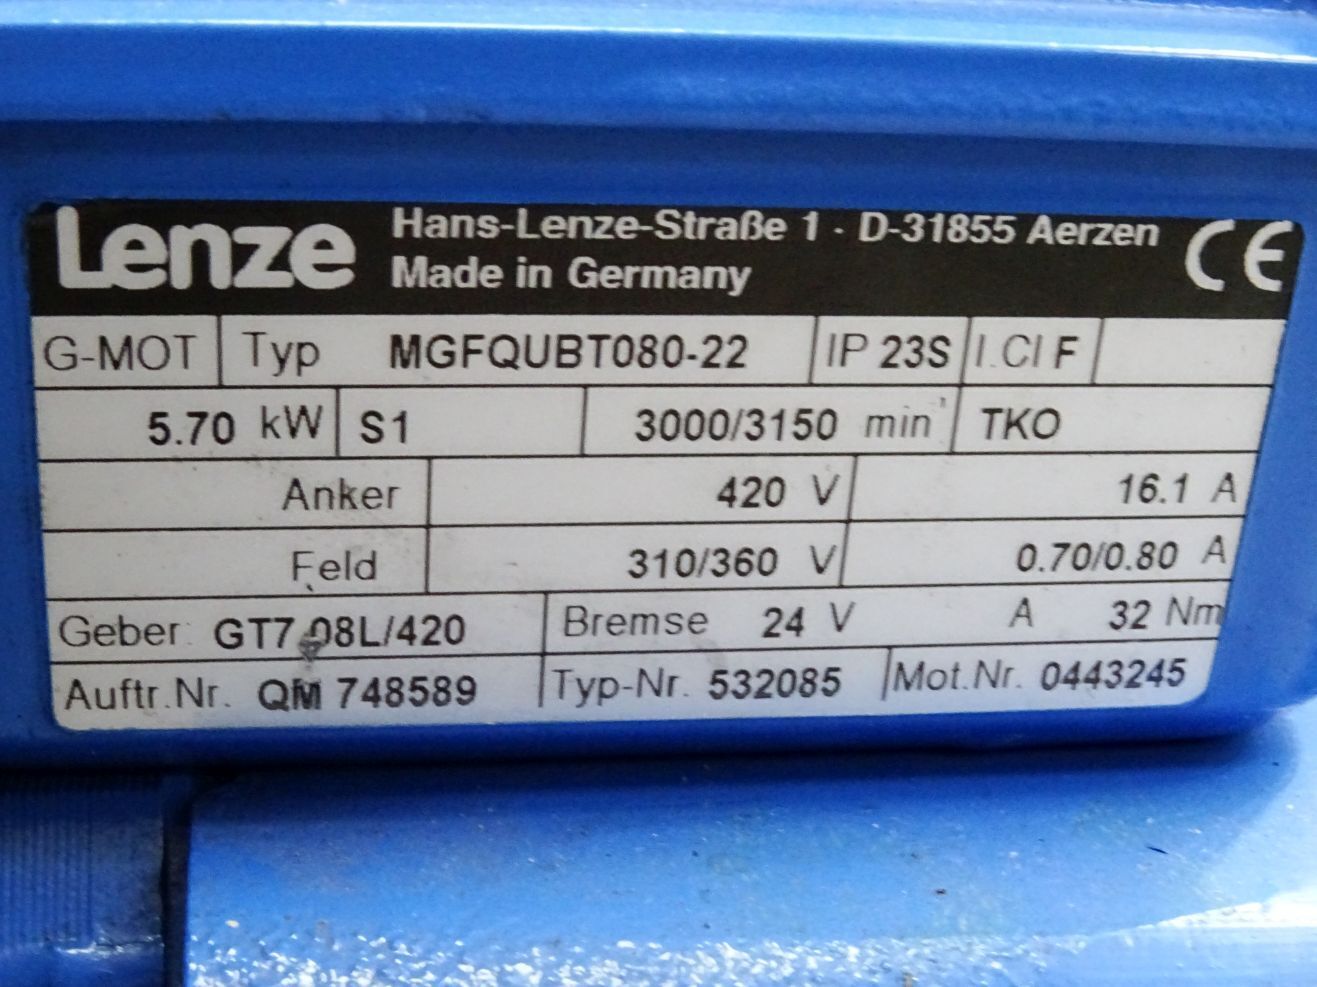 Lenze
Hans-Lenze-Straße 1 · D-31855 Aerzen
Made in Germany
CE
G-MOT Typ MGFQUBT080-22 IP 23S I.Cl F
5.70 kW S1 3000/3150 min⁻¹ TKO
Anker 420 V 16.1 A
Feld 310/360 V 0.70/0.80 A
Geber: GT7.08L/420 Bremse 24 V A 32 Nm
Auftr.Nr. QM 748589 Typ-Nr. 532085 Mot.Nr. 0443245